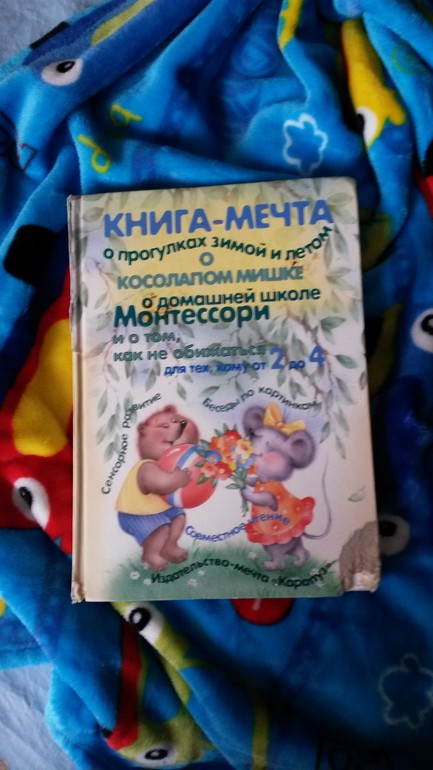 КНИГА-МЕЧТА
о прогулках зимой и летом
о
косолапом мишке
о домашней школе
Монтессори
и о том,
как не обижаться
для тех, кому от 2 до 4
Сенсорное развитие
Беседы по картинкам
Совместное чтение
Издательство-мечта «Карапуз»